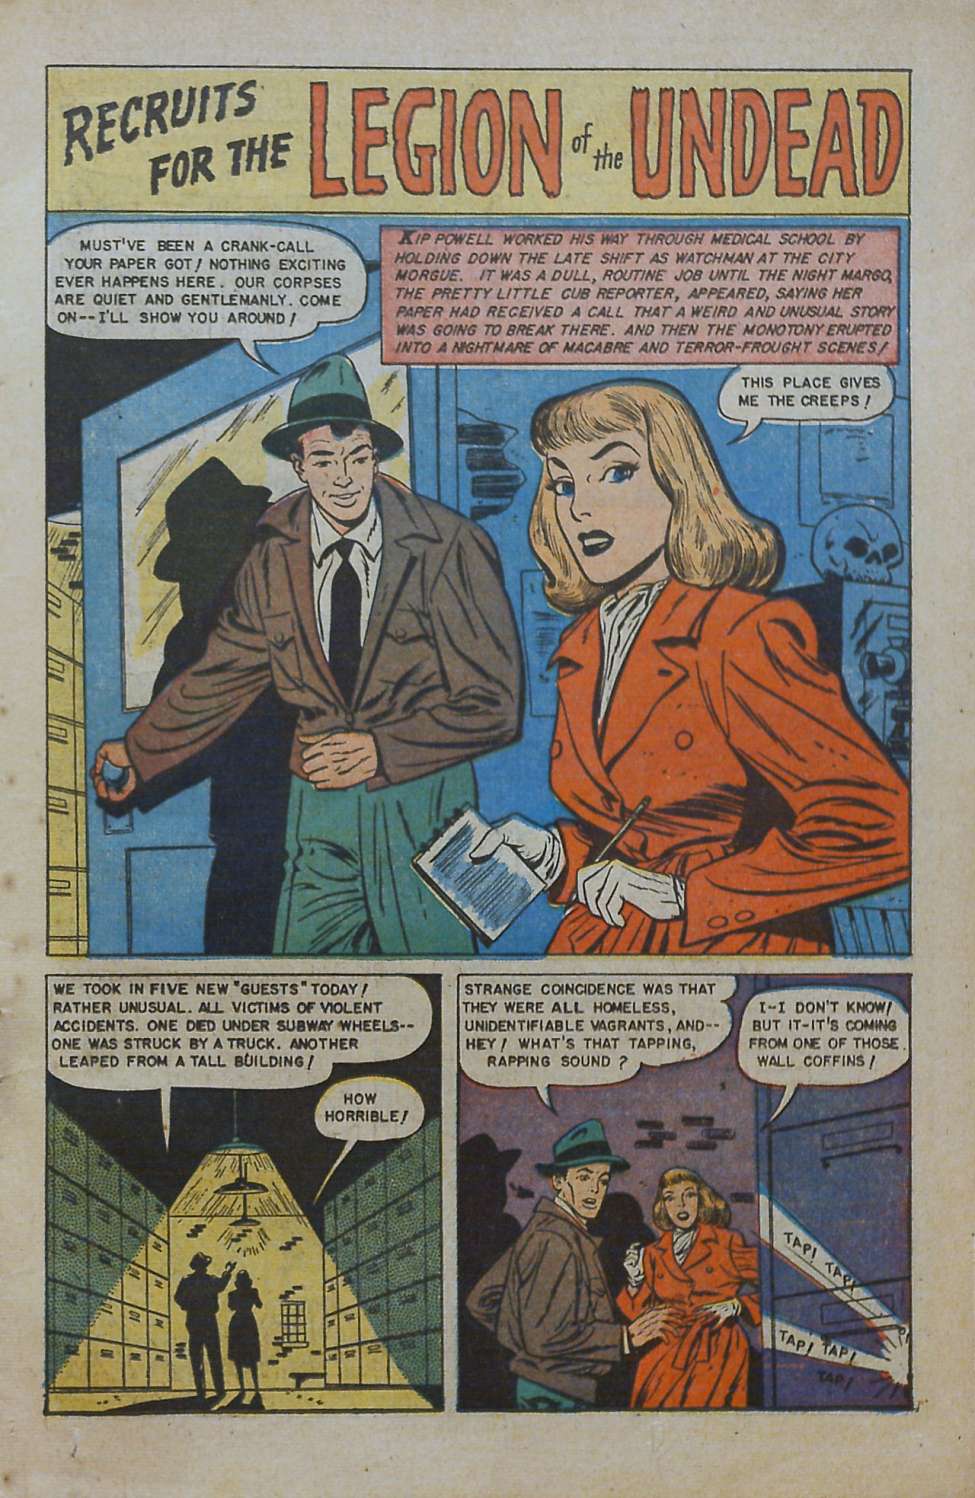 RECRUITS
FOR THE
LEGION of the UNDEAD
MUST'VE BEEN A CRANK-CALL
YOUR PAPER GOT! NOTHING EXCITING
EVER HAPPENS HERE. OUR CORPSES
ARE QUIET AND GENTLEMANLY. COME
ON--I'LL SHOW YOU AROUND!
KIP POWELL WORKED HIS WAY THROUGH MEDICAL SCHOOL BY
HOLDING DOWN THE LATE SHIFT AS WATCHMAN AT THE CITY
MORGUE. IT WAS A DULL, ROUTINE JOB UNTIL THE NIGHT MARGO,
THE PRETTY LITTLE CUB REPORTER, APPEARED, SAYING HER
PAPER HAD RECEIVED A CALL THAT A WEIRD AND UNUSUAL STORY
WAS GOING TO BREAK THERE. AND THEN THE MONOTONY ERUPTED
INTO A NIGHTMARE OF MACABRE AND TERROR-FROUGHT SCENES!
THIS PLACE GIVES
ME THE CREEPS!
WE TOOK IN FIVE NEW "GUESTS" TODAY!
RATHER UNUSUAL. ALL VICTIMS OF VIOLENT
ACCIDENTS. ONE DIED UNDER SUBWAY WHEELS--
ONE WAS STRUCK BY A TRUCK. ANOTHER
LEAPED FROM A TALL BUILDING!
HOW
HORRIBLE!
STRANGE COINCIDENCE WAS THAT
THEY WERE ALL HOMELESS,
UNIDENTIFIABLE VAGRANTS, AND--
HEY! WHAT'S THAT TAPPING,
RAPPING SOUND?
I-I DON'T KNOW!
BUT IT--IT'S COMING
FROM ONE OF THOSE
WALL COFFINS!
TAP! TAP!
TAP! TAP!
TAP!